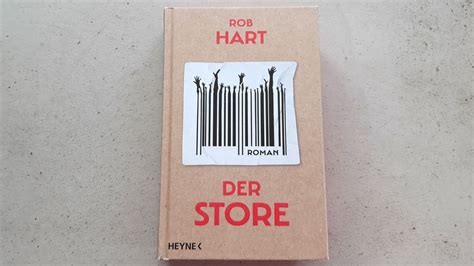 ROB
HART
ROMAN
DER
STORE
HEYNE<